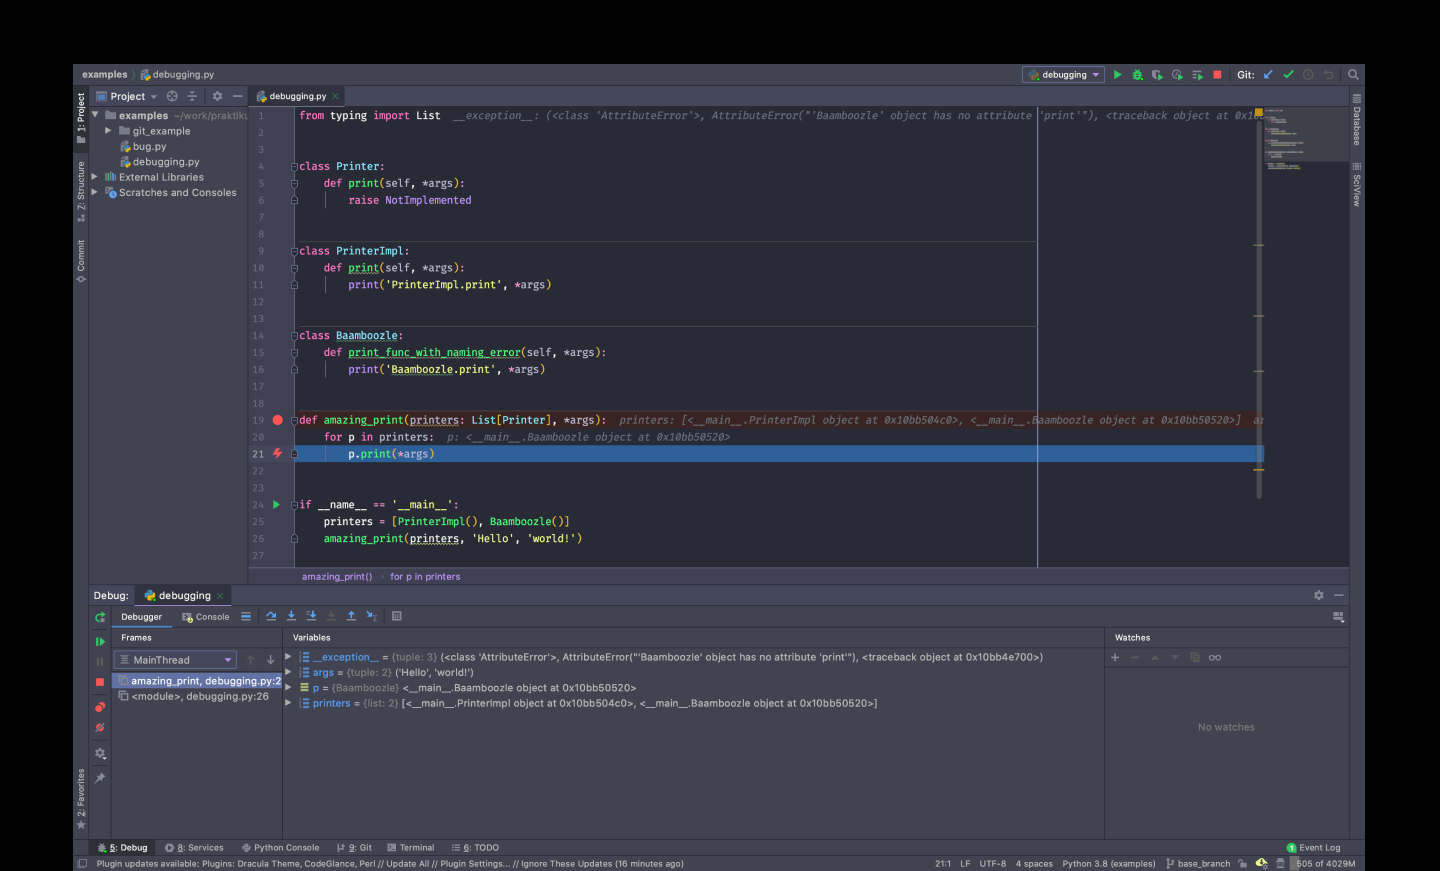 examples debugging.py
debugging Git:
1: Project
Z: Structure
Commit
2: Favorites
Project
examples ~/work/praktiku
git_example
bug.py
debugging.py
External Libraries
Scratches and Consoles
debugging.py
1 from typing import List __exception__: (<class 'AttributeError'>, AttributeError("'Baamboozle' object has no attribute 'print'"), <traceback object at 0x10
2
3
4 class Printer:
5 def print(self, *args):
6 raise NotImplemented
7
8
9 class PrinterImpl:
10 def print(self, *args):
11 print('PrinterImpl.print', *args)
12
13
14 class Baamboozle:
15 def print_func_with_naming_error(self, *args):
16 print('Baamboozle.print', *args)
17
18
19 def amazing_print(printers: List[Printer], *args): printers: [<__main__.PrinterImpl object at 0x10bb504c0>, <__main__.Baamboozle object at 0x10bb50520>] ar
20 for p in printers: p: <__main__.Baamboozle object at 0x10bb50520>
21 p.print(*args)
22
23
24 if __name__ == '__main__':
25 printers = [PrinterImpl(), Baamboozle()]
26 amazing_print(printers, 'Hello', 'world!')
27
amazing_print() for p in printers
Database
SciView
Debug: debugging
Debugger Console
Frames
MainThread
amazing_print, debugging.py:2
<module>, debugging.py:26
Variables
__exception__ = {tuple: 3} (<class 'AttributeError'>, AttributeError("'Baamboozle' object has no attribute 'print'"), <traceback object at 0x10bb4e700>)
args = {tuple: 2} ('Hello', 'world!')
p = {Baamboozle} <__main__.Baamboozle object at 0x10bb50520>
printers = {list: 2} [<__main__.PrinterImpl object at 0x10bb504c0>, <__main__.Baamboozle object at 0x10bb50520>]
Watches
No watches
5: Debug 8: Services Python Console 9: Git Terminal 6: TODO 1 Event Log
Plugin updates available: Plugins: Dracula Theme, CodeGlance, Perl // Update All // Plugin Settings... // Ignore These Updates (16 minutes ago) 21:1 LF UTF-8 4 spaces Python 3.8 (examples) base_branch 505 of 4029M